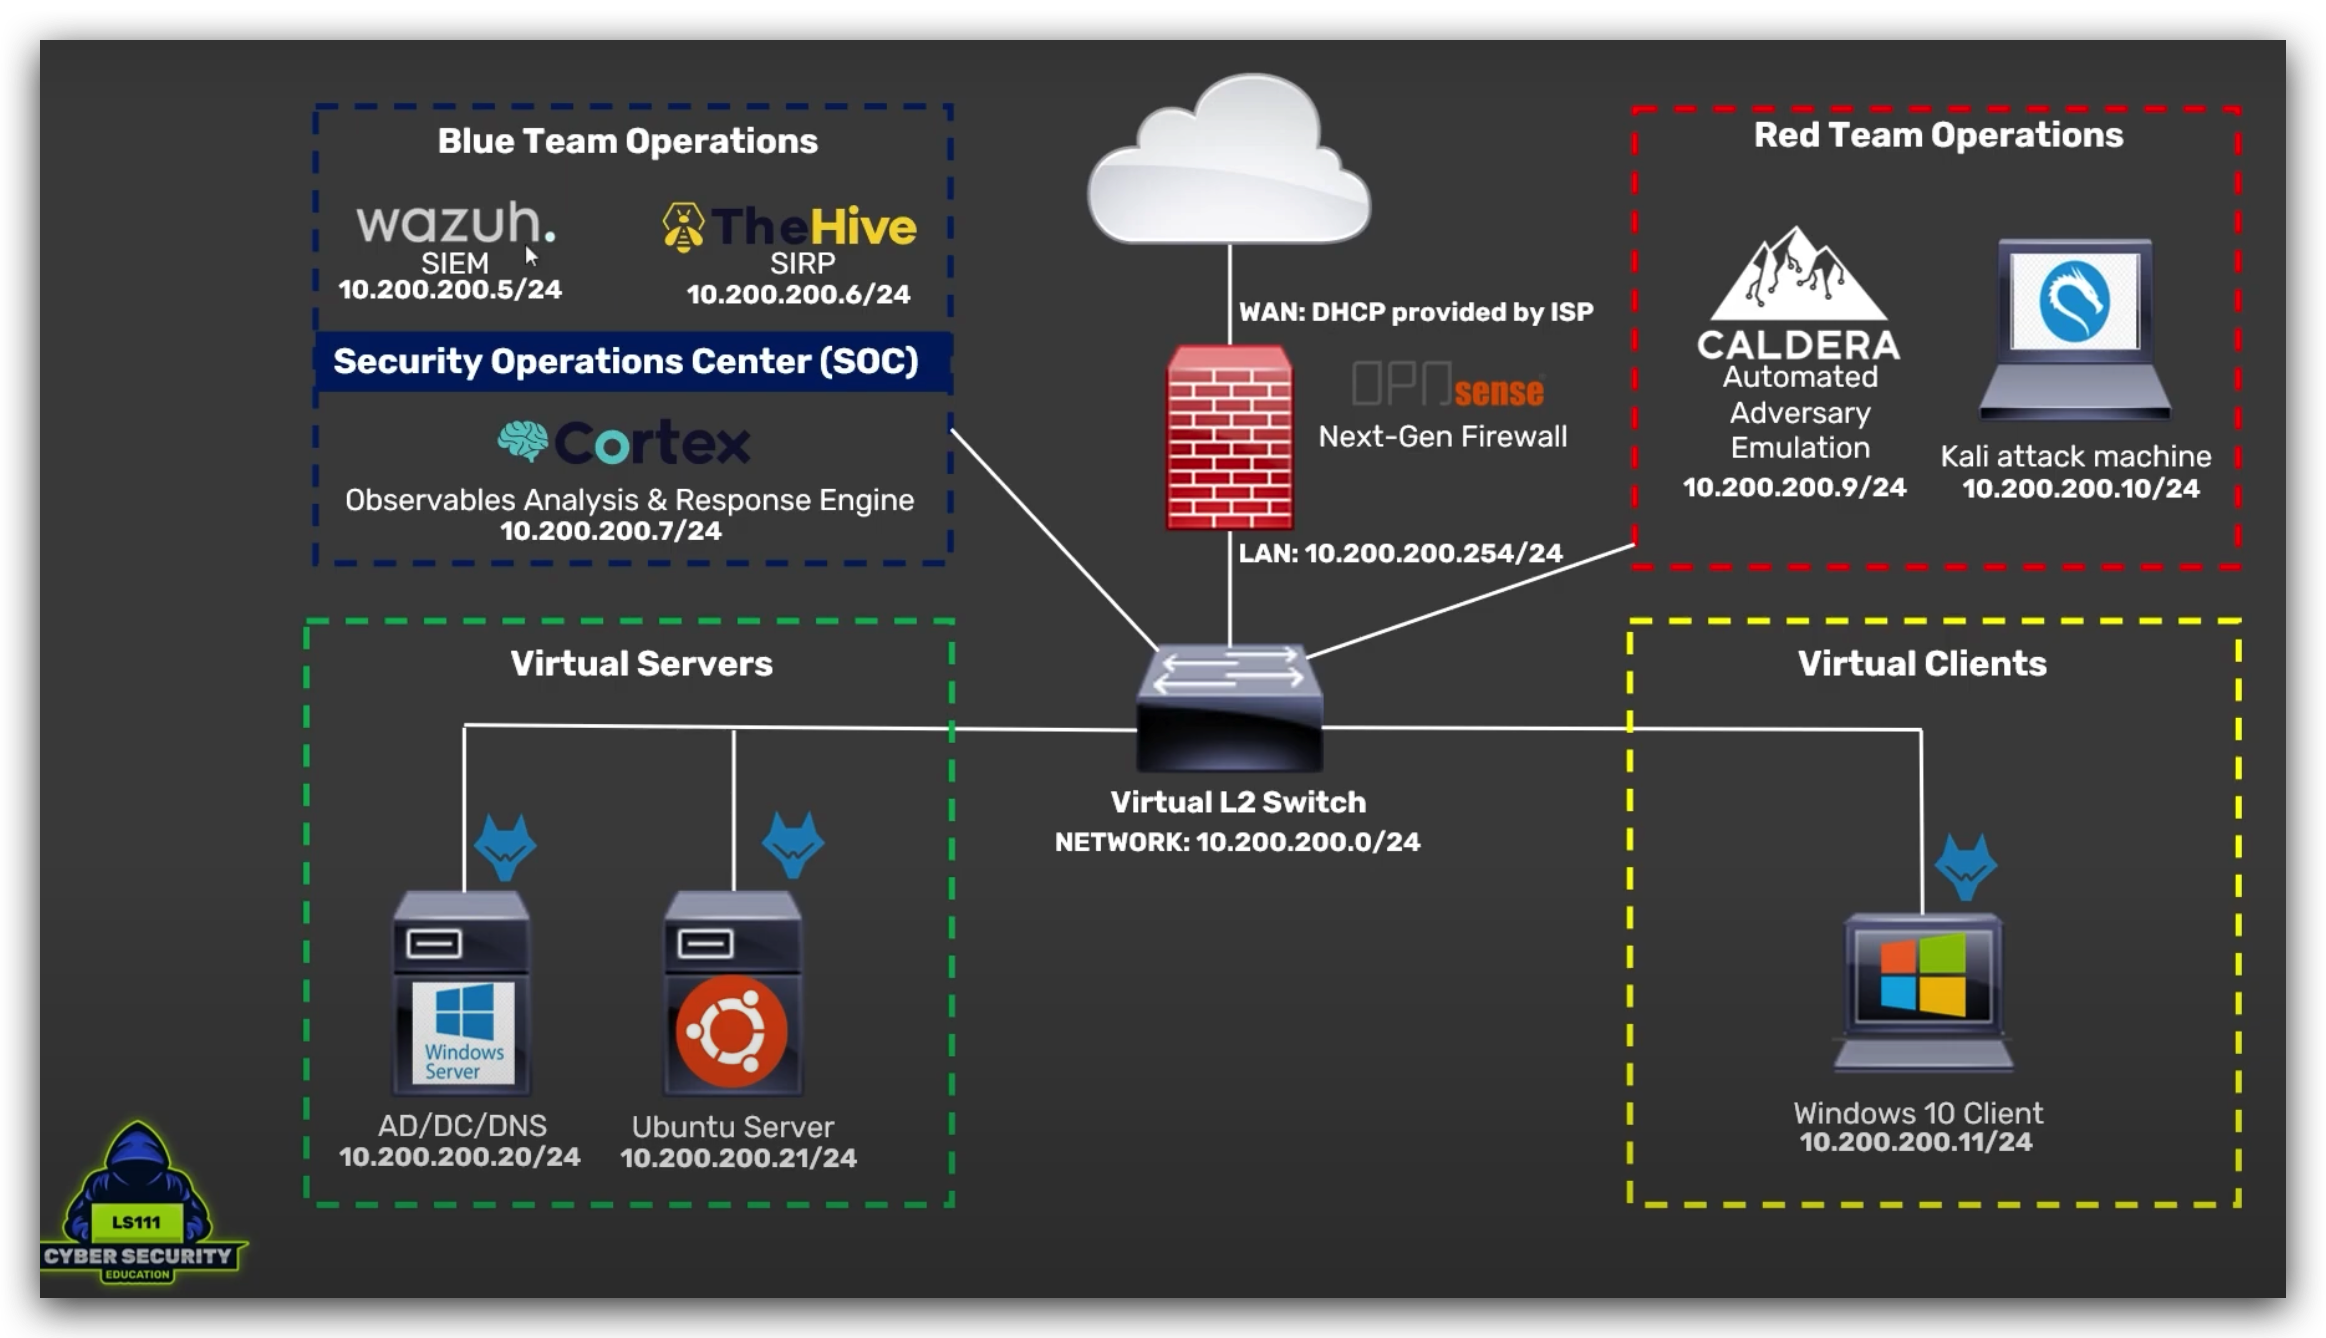 Blue Team Operations
wazuh.
SIEM
10.200.200.5/24
TheHive
SIRP
10.200.200.6/24
Security Operations Center (SOC)
Cortex
Observables Analysis & Response Engine
10.200.200.7/24
WAN: DHCP provided by ISP
OPNsense
Next-Gen Firewall
LAN: 10.200.200.254/24
Red Team Operations
CALDERA
Automated
Adversary
Emulation
10.200.200.9/24
Kali attack machine
10.200.200.10/24
Virtual Servers
Windows
Server
AD/DC/DNS
10.200.200.20/24
Ubuntu Server
10.200.200.21/24
Virtual L2 Switch
NETWORK: 10.200.200.0/24
Virtual Clients
Windows 10 Client
10.200.200.11/24
LS111
CYBER SECURITY
EDUCATION